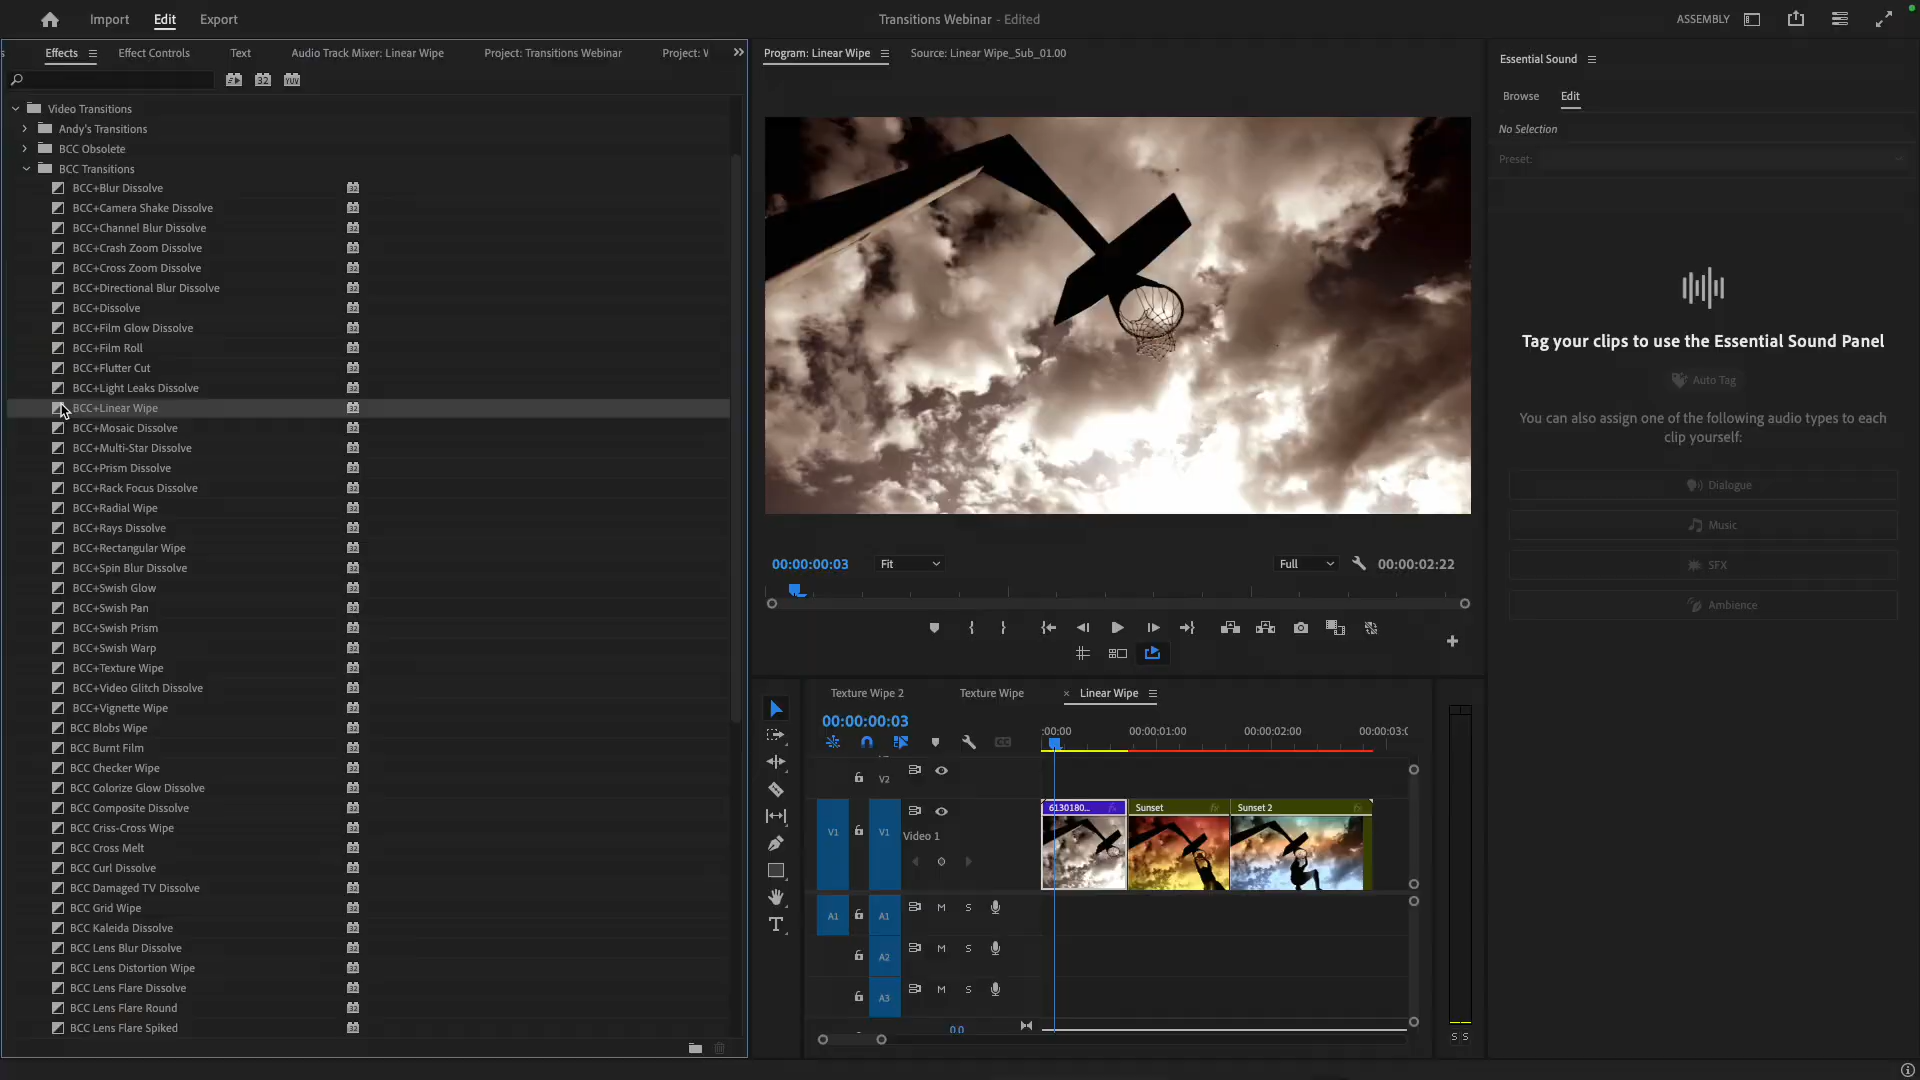 Import
Edit
Export
Transitions Webinar - Edited
ASSEMBLY
Effects
Effect Controls
Text
Audio Track Mixer: Linear Wipe
Project: Transitions Webinar
Project: V
Video Transitions
Andy's Transitions
BCC Obsolete
BCC Transitions
BCC+Blur Dissolve
BCC+Camera Shake Dissolve
BCC+Channel Blur Dissolve
BCC+Crash Zoom Dissolve
BCC+Cross Zoom Dissolve
BCC+Directional Blur Dissolve
BCC+Dissolve
BCC+Film Glow Dissolve
BCC+Film Roll
BCC+Flutter Cut
BCC+Light Leaks Dissolve
BCC+Linear Wipe
BCC+Mosaic Dissolve
BCC+Multi-Star Dissolve
BCC+Prism Dissolve
BCC+Rack Focus Dissolve
BCC+Radial Wipe
BCC+Rays Dissolve
BCC+Rectangular Wipe
BCC+Spin Blur Dissolve
BCC+Swish Glow
BCC+Swish Pan
BCC+Swish Prism
BCC+Swish Warp
BCC+Texture Wipe
BCC+Video Glitch Dissolve
BCC+Vignette Wipe
BCC Blobs Wipe
BCC Burnt Film
BCC Checker Wipe
BCC Colorize Glow Dissolve
BCC Composite Dissolve
BCC Criss-Cross Wipe
BCC Cross Melt
BCC Curl Dissolve
BCC Damaged TV Dissolve
BCC Grid Wipe
BCC Kaleida Dissolve
BCC Lens Blur Dissolve
BCC Lens Distortion Wipe
BCC Lens Flare Dissolve
BCC Lens Flare Round
BCC Lens Flare Spiked
Program: Linear Wipe
Source: Linear Wipe_Sub_01.00
00:00:00:03
Fit
Full
00:00:02:22
Texture Wipe 2
Texture Wipe
× Linear Wipe
00:00:00:03
:00:00
00:00:01:00
00:00:02:00
00:00:03:0
V2
6130180...
fx
Sunset
fx
Sunset 2
fx
V1
V1
Video 1
A1
A1
M
S
A2
M
S
A3
M
S
0.0
S S
Essential Sound
Browse
Edit
No Selection
Preset:
Tag your clips to use the Essential Sound Panel
Auto Tag
You can also assign one of the following audio types to each
clip yourself:
Dialogue
Music
SFX
Ambience